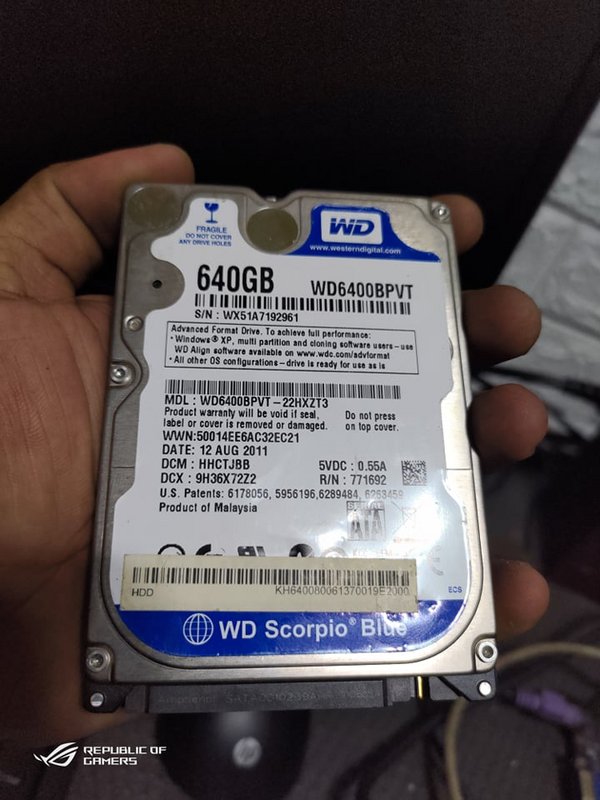 FRAGILE
DO NOT COVER
ANY DRIVE HOLES
WD
www.westerndigital.com
640GB WD6400BPVT
S/N : WX51A7192961
Advanced Format Drive. To achieve full performance:
• Windows® XP, multi partition and cloning software users - use
WD Align software available on www.wdc.com/advformat
• All other OS configurations - drive is ready for use as is
MDL : WD6400BPVT-22HXZT3
Product warranty will be void if seal, Do not press
label or cover is removed or damaged. on top cover.
WWN:50014EE6AC32EC21
DATE: 12 AUG 2011
DCM : HHCTJBB 5VDC : 0.55A
DCX : 9H36X72Z2 R/N : 771692
U.S. Patents: 6178056, 5956196,6289484, 6263459
Product of Malaysia
SERIAL
ATA
HDD KH640080061370019E2000
ECS
WD Scorpio® Blue
REPUBLIC OF
GAMERS